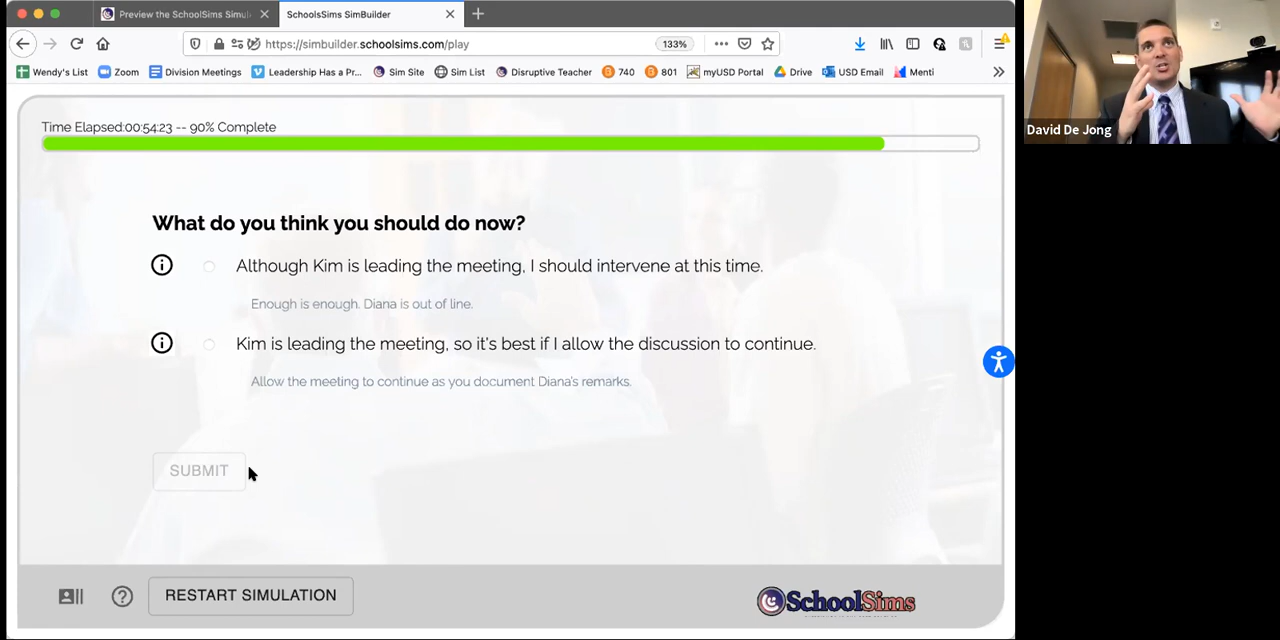 Preview the SchoolSims Simul
SchoolsSims SimBuilder
https://simbuilder.schoolsims.com/play
133%
Wendy's List
Zoom
Division Meetings
Leadership Has a Pr...
Sim Site
Sim List
Disruptive Teacher
740
801
myUSD Portal
Drive
USD Email
Menti
David De Jong
Time Elapsed:00:54:23 -- 90% Complete
What do you think you should do now?
Although Kim is leading the meeting, I should intervene at this time.
Enough is enough. Diana is out of line.
Kim is leading the meeting, so it's best if I allow the discussion to continue.
Allow the meeting to continue as you document Diana's remarks.
SUBMIT
RESTART SIMULATION
SchoolSims